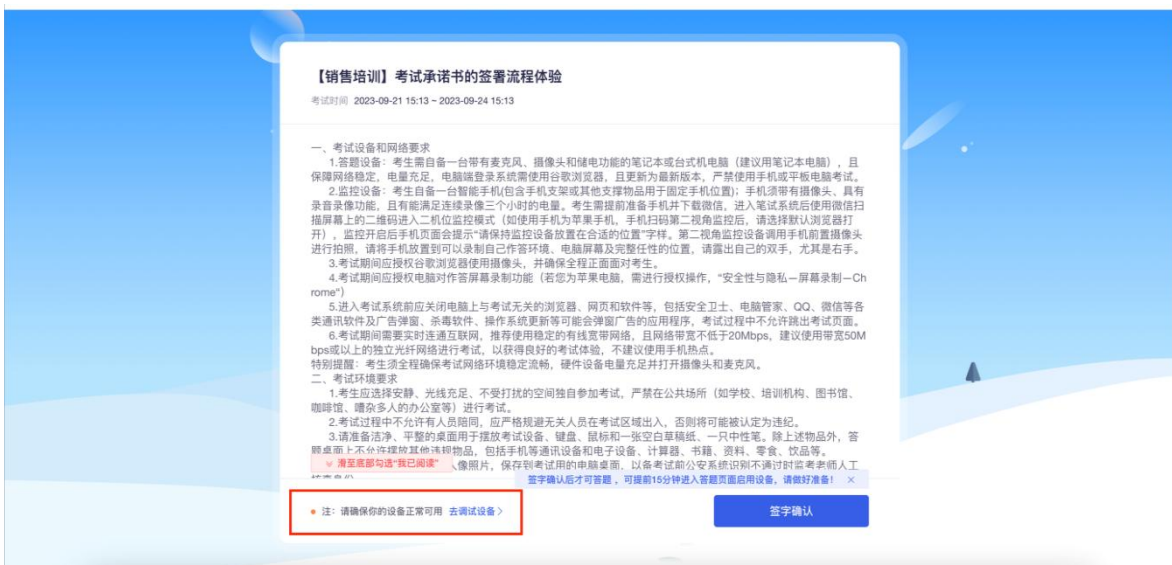 【销售培训】考试承诺书的签署流程体验
考试时间 2023-09-21 15:13 ~ 2023-09-24 15:13
一、考试设备和网络要求
1.答题设备：考生需自备一台带有麦克风、摄像头和储电功能的笔记本或台式机电脑（建议用笔记本电脑），且
保障网络稳定，电量充足，电脑端登录系统需使用谷歌浏览器，且更新为最新版本，严禁使用手机或平板电脑考试。
2.监控设备：考生自备一台智能手机(包含手机支架或其他支撑物品用于固定手机位置)；手机须带有摄像头、具有
录音录像功能，且有能满足连续录像三个小时的电量。考生需提前准备手机并下载微信，进入笔试系统后使用微信扫
描屏幕上的二维码进入二机位监控模式（如使用手机为苹果手机，手机扫码第二视角监控后，请选择默认浏览器打
开），监控开启后手机页面会提示“请保持监控设备放置在合适的位置”字样。第二视角监控设备调用手机前置摄像头
进行拍照，请将手机放置到可以录制自己作答环境、电脑屏幕及完整任性的位置，请露出自己的双手，尤其是右手。
3.考试期间应授权谷歌浏览器使用摄像头，并确保全程正面面对考生。
4.考试期间应授权电脑对作答屏幕录制功能（若您为苹果电脑，需进行授权操作，“安全性与隐私—屏幕录制—Ch
rome”）
5.进入考试系统前应关闭电脑上与考试无关的浏览器、网页和软件等，包括安全卫士、电脑管家、QQ、微信等各
类通讯软件及广告弹窗、杀毒软件、操作系统更新等可能会弹窗广告的应用程序，考试过程中不允许跳出考试页面。
6.考试期间需要实时连通互联网，推荐使用稳定的有线宽带网络，且网络带宽不低于20Mbps，建议使用带宽50M
bps或以上的独立光纤网络进行考试，以获得良好的考试体验，不建议使用手机热点。
特别提醒：考生须全程确保考试网络环境稳定流畅，硬件设备电量充足并打开摄像头和麦克风。
二、考试环境要求
1.考生应选择安静、光线充足、不受打扰的空间独自参加考试，严禁在公共场所（如学校、培训机构、图书馆、
咖啡馆、嘈杂多人的办公室等）进行考试。
2.考试过程中不允许有人员陪同，应严格规避无关人员在考试区域出入，否则将可能被认定为违纪。
3.请准备洁净、平整的桌面用于摆放考试设备、键盘、鼠标和一张空白草稿纸、一只中性笔。除上述物品外，答
题桌面上不允许摆放其他违规物品，包括手机等通讯设备和电子设备、计算器、书籍、资料、零食、饮品等。
滑至底部勾选“我已阅读”
人像照片，保存到考试用的电脑桌面，以备考试前公安系统识别不通过时监考老师人工
签字确认后才可答题，可提前15分钟进入答题页面启用设备，请做好准备！ ×
注：请确保你的设备正常可用 去调试设备 >
签字确认